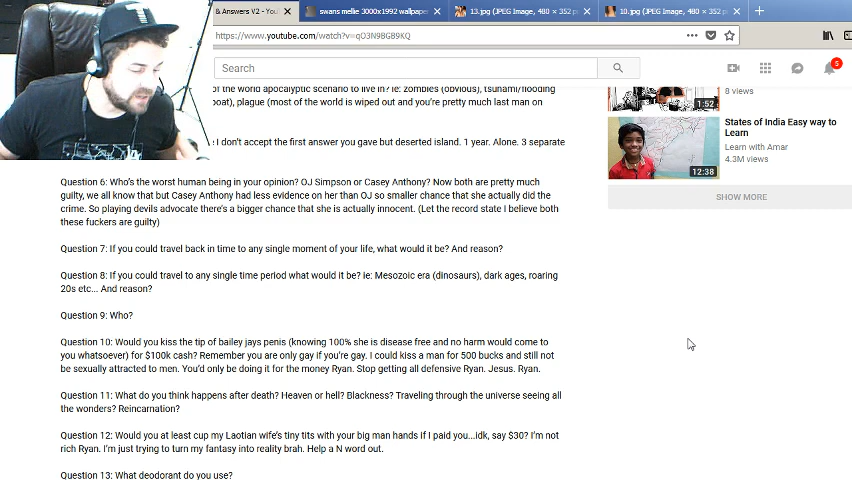 & Answers V2 - You
swans mellie 3000x1992 wallpape
13.jpg (JPEG Image, 480 × 352 p
10.jpg (JPEG Image, 480 × 352 p
https://www.youtube.com/watch?v=qO3N9BG89KQ
Search
5
of the world apocalyptic scenario to live in? ie: zombies (obvious), tsunami/flooding
boat), plague (most of the world is wiped out and you're pretty much last man on
I don't accept the first answer you gave but deserted island. 1 year. Alone. 3 separate
Question 6: Who's the worst human being in your opinion? OJ Simpson or Casey Anthony? Now both are pretty much
guilty, we all know that but Casey Anthony had less evidence on her than OJ so smaller chance that she actually did the
crime. So playing devils advocate there's a bigger chance that she is actually innocent. (Let the record state I believe both
these fuckers are guilty)
Question 7: If you could travel back in time to any single moment of your life, what would it be? And reason?
Question 8: If you could travel to any single time period what would it be? ie: Mesozoic era (dinosaurs), dark ages, roaring
20s etc... And reason?
Question 9: Who?
Question 10: Would you kiss the tip of bailey jays penis (knowing 100% she is disease free and no harm would come to
you whatsoever) for $100k cash? Remember you are only gay if you're gay. I could kiss a man for 500 bucks and still not
be sexually attracted to men. You'd only be doing it for the money Ryan. Stop getting all defensive Ryan. Jesus. Ryan.
Question 11: What do you think happens after death? Heaven or hell? Blackness? Traveling through the universe seeing all
the wonders? Reincarnation?
Question 12: Would you at least cup my Laotian wife's tiny tits with your big man hands if I paid you...idk, say $30? I'm not
rich Ryan. I'm just trying to turn my fantasy into reality brah. Help a N word out.
Question 13: What deodorant do you use?
8 views
1:52
States of India Easy way to
Learn
Learn with Amar
4.3M views
12:38
SHOW MORE